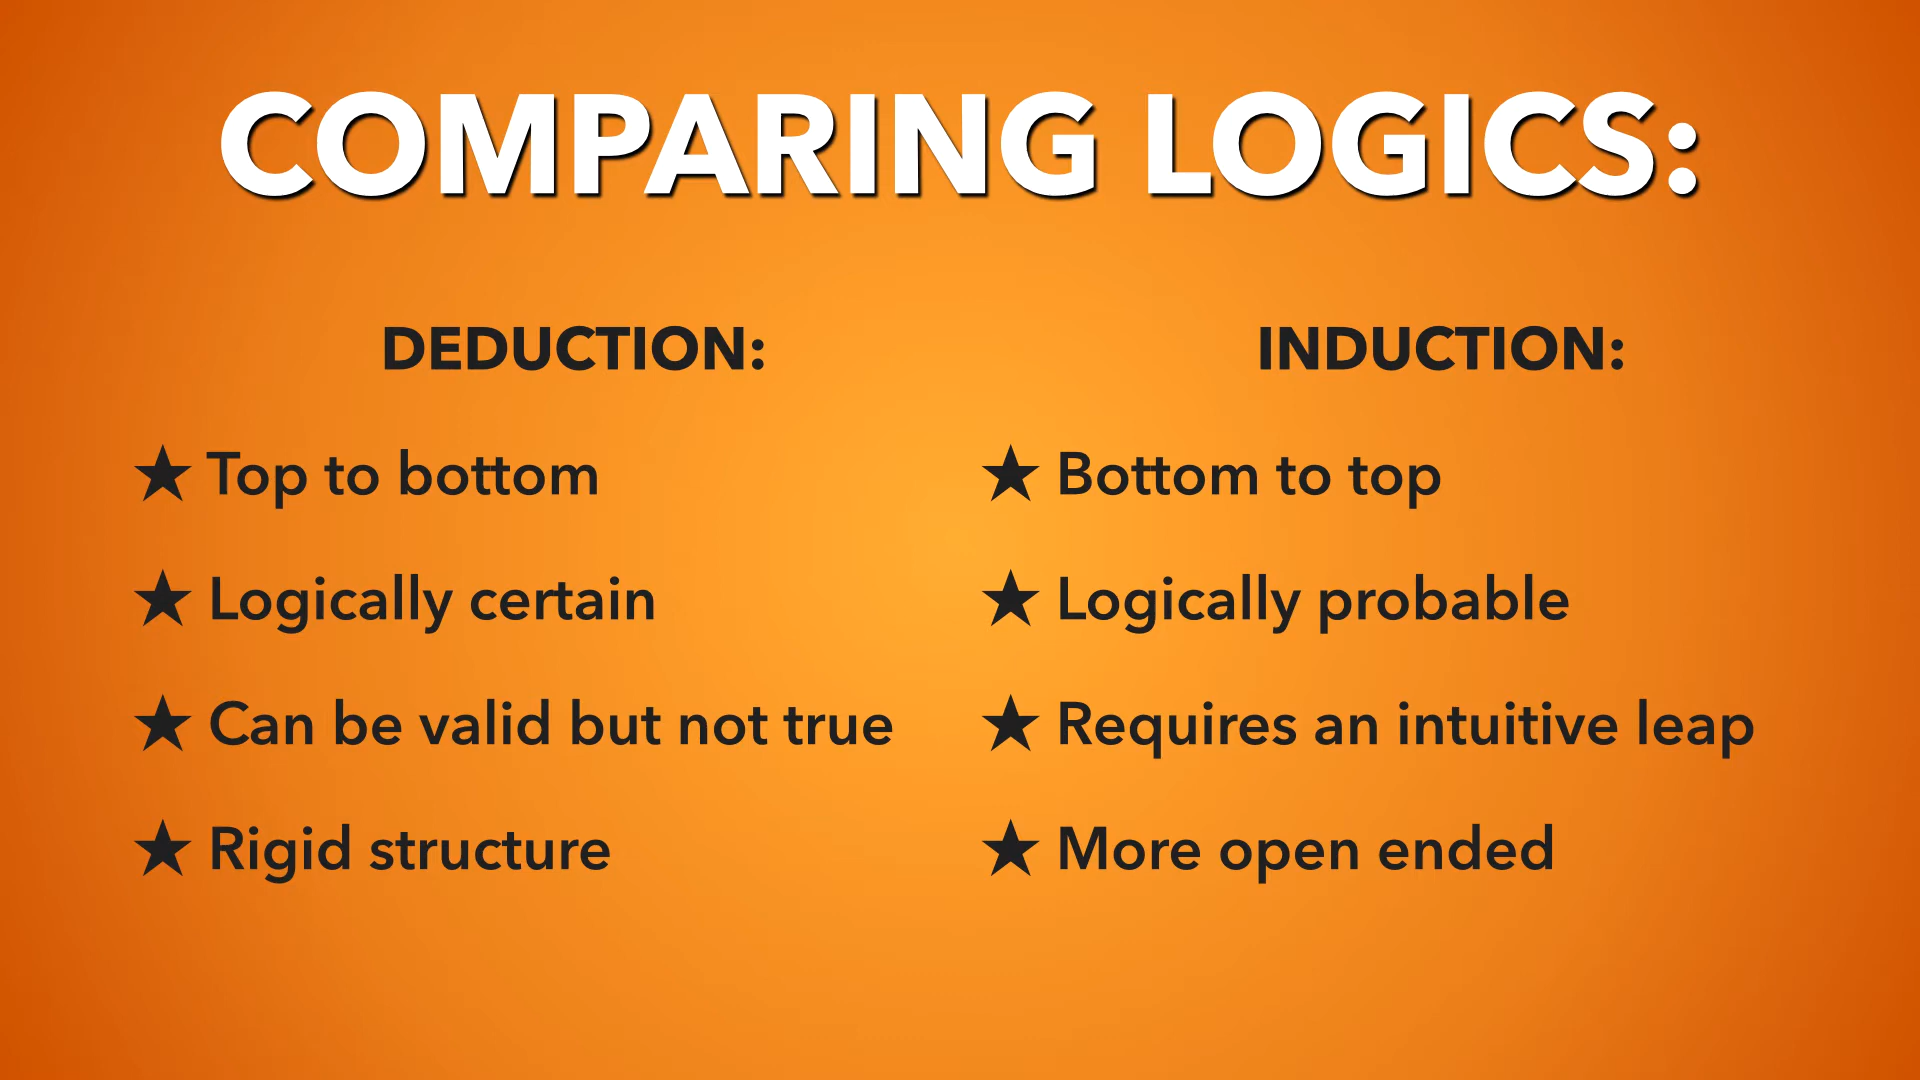 COMPARING LOGICS:
DEDUCTION:
★ Top to bottom
★ Logically certain
★ Can be valid but not true
★ Rigid structure
INDUCTION:
★ Bottom to top
★ Logically probable
★ Requires an intuitive leap
★ More open ended